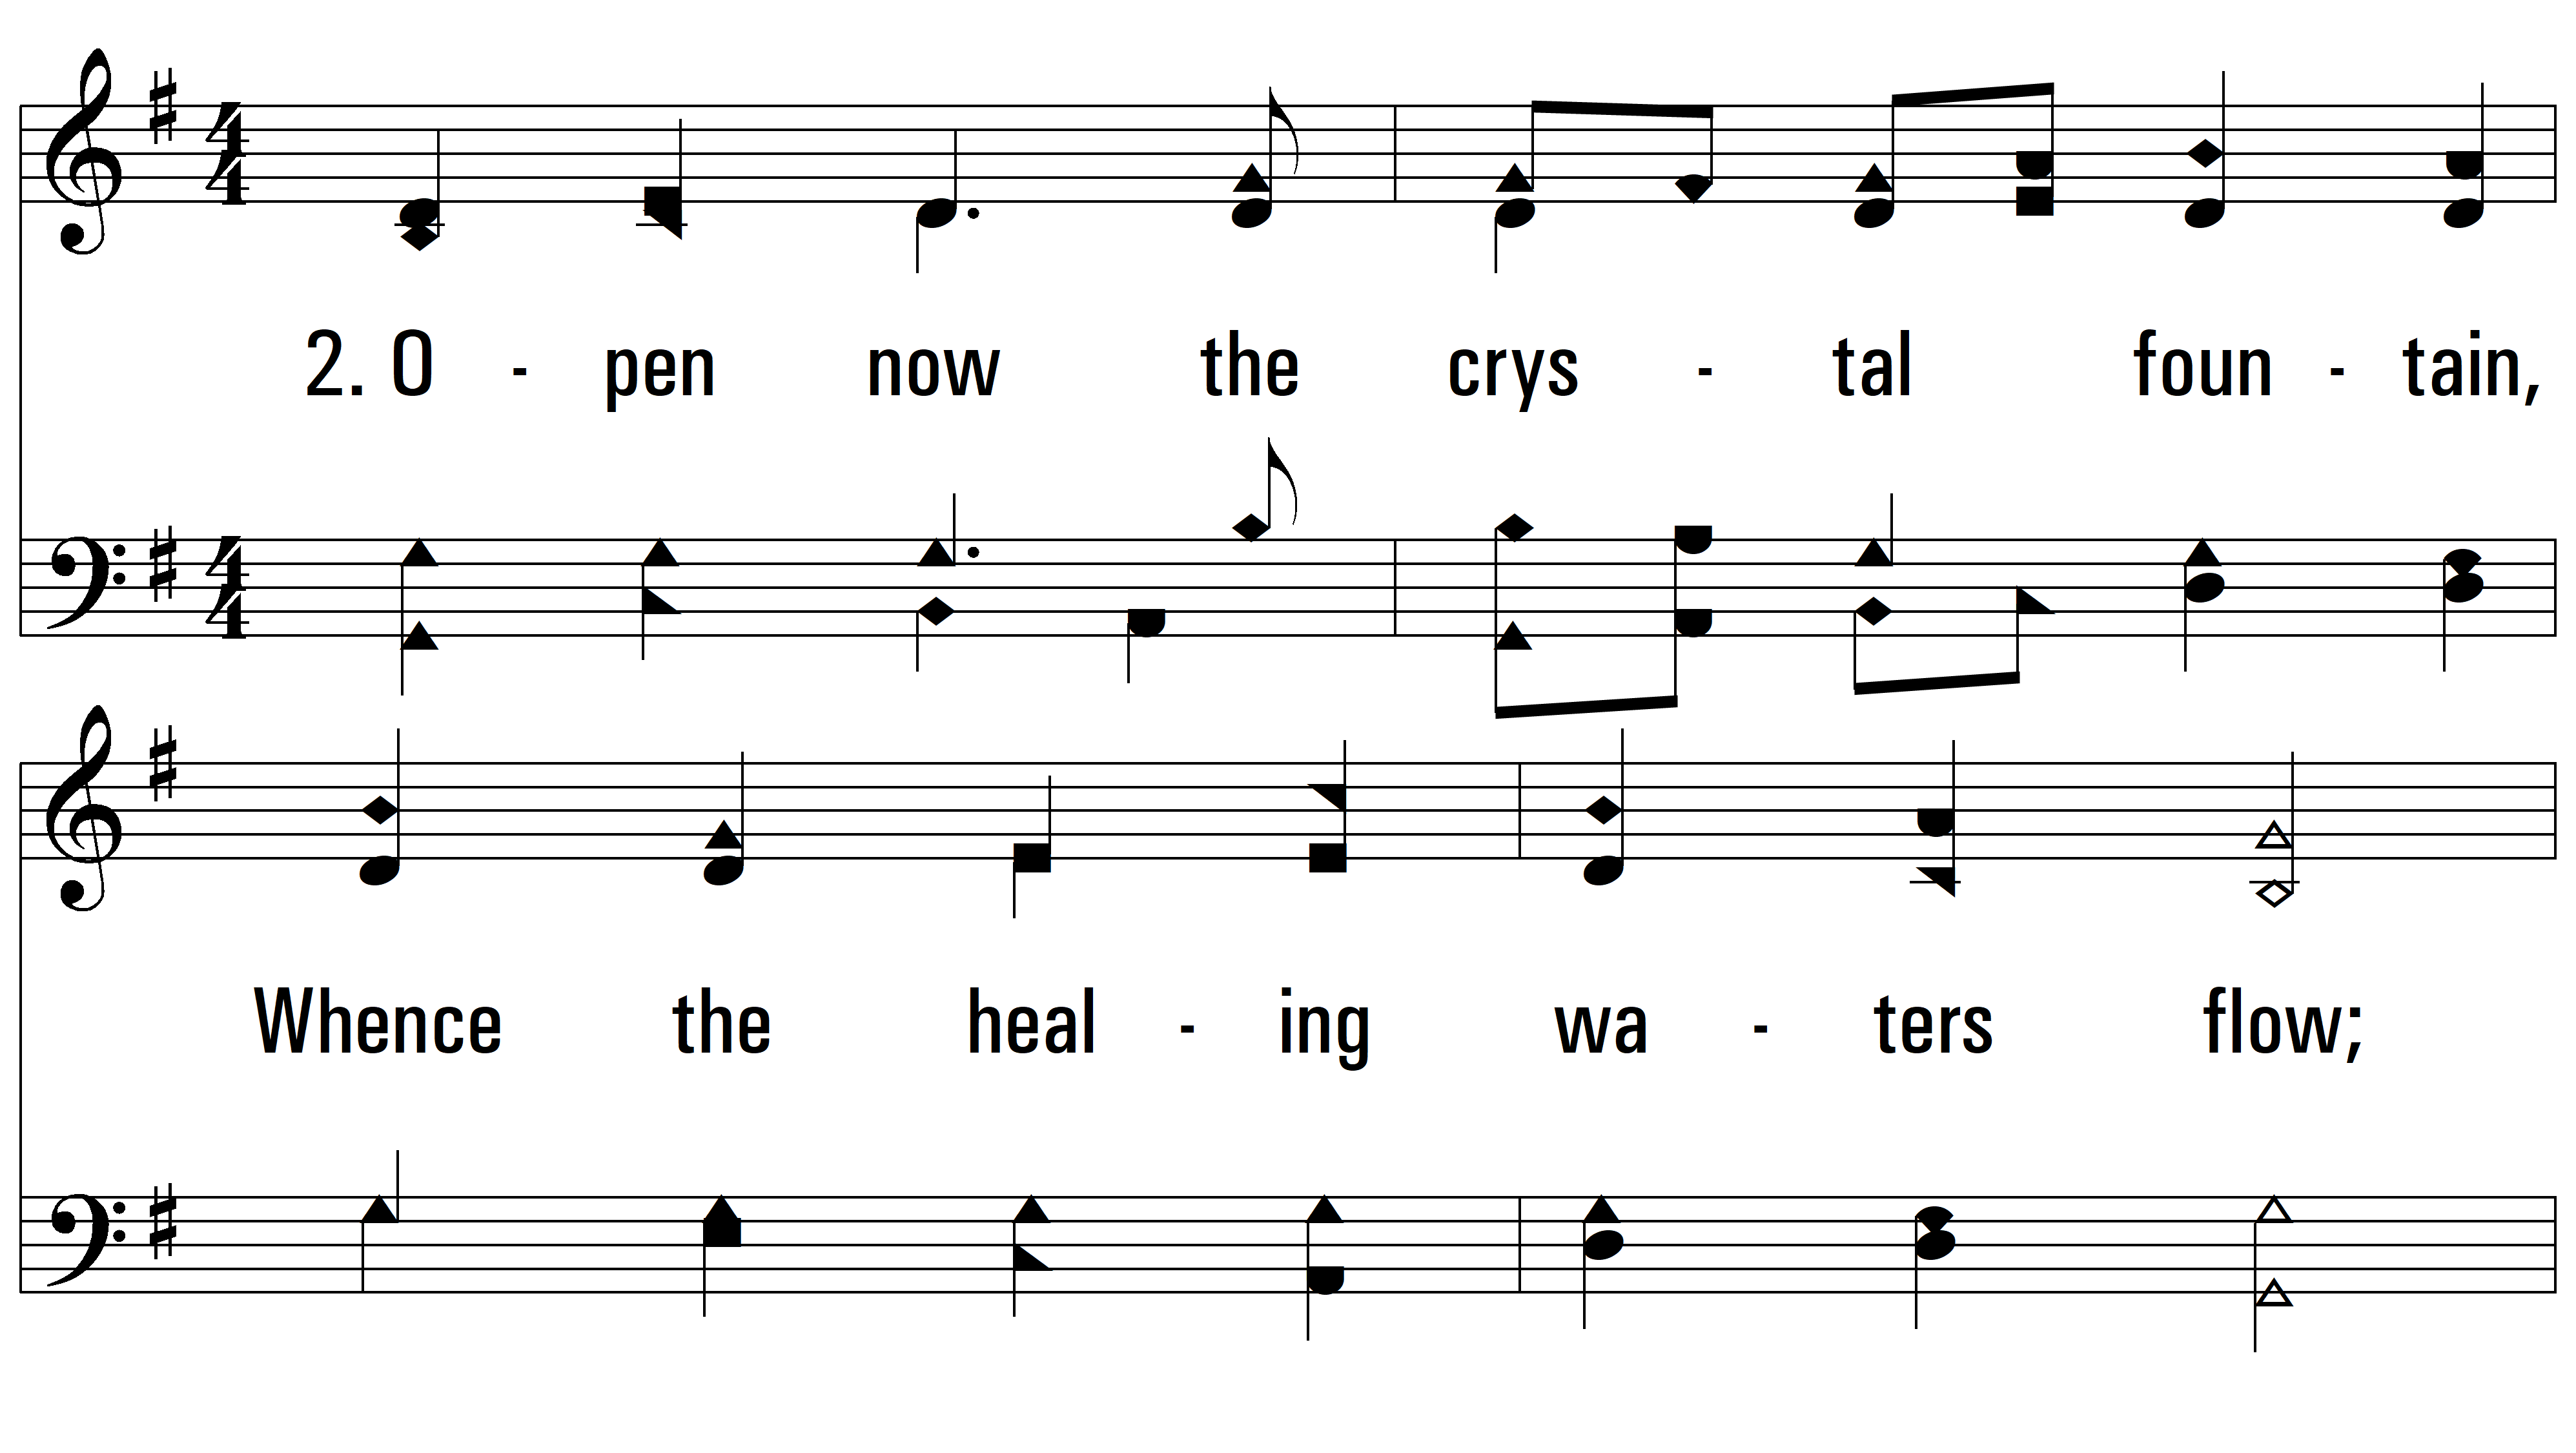 2. O - pen now the crys - tal foun - tain,
Whence the heal - ing wa - ters flow;